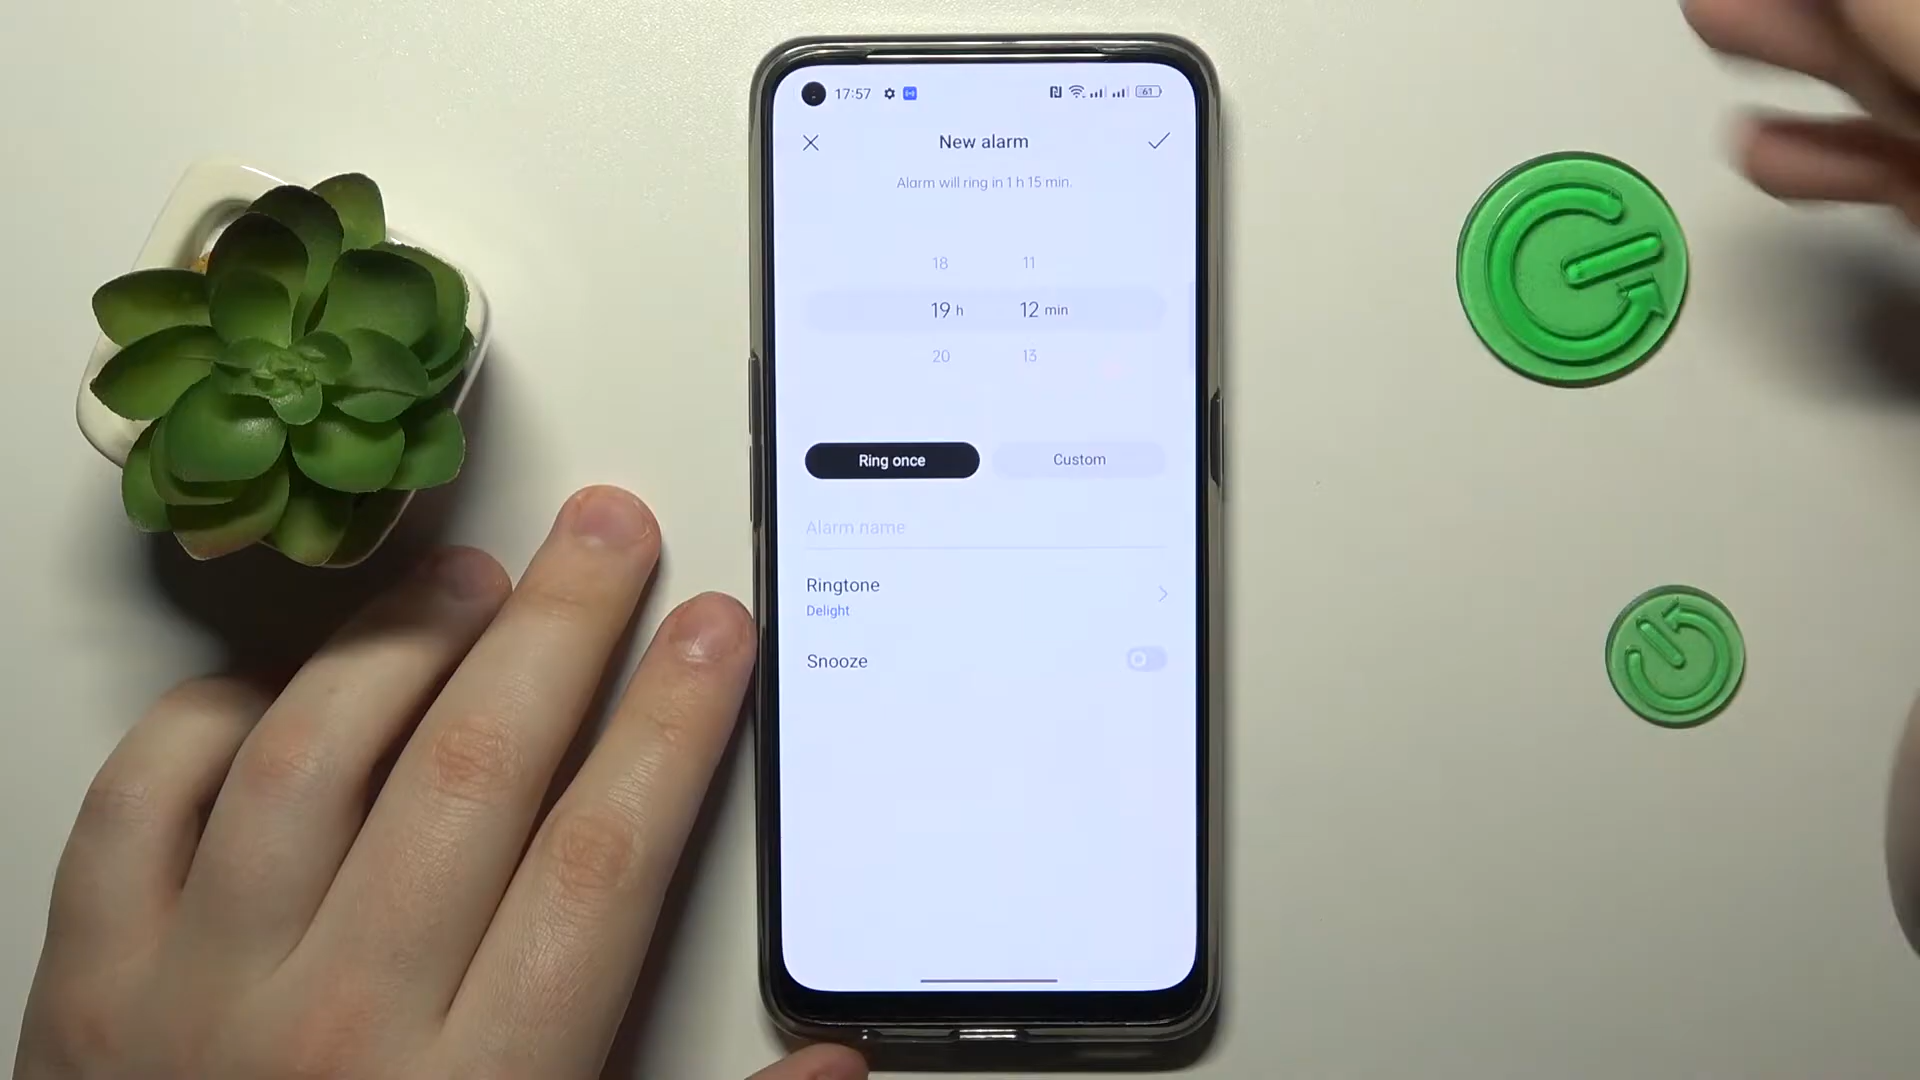 17:57
61
New alarm
Alarm will ring in 1 h 15 min.
18 11
19 h 12 min
20 13
Ring once Custom
Alarm name
Ringtone
Delight
Snooze